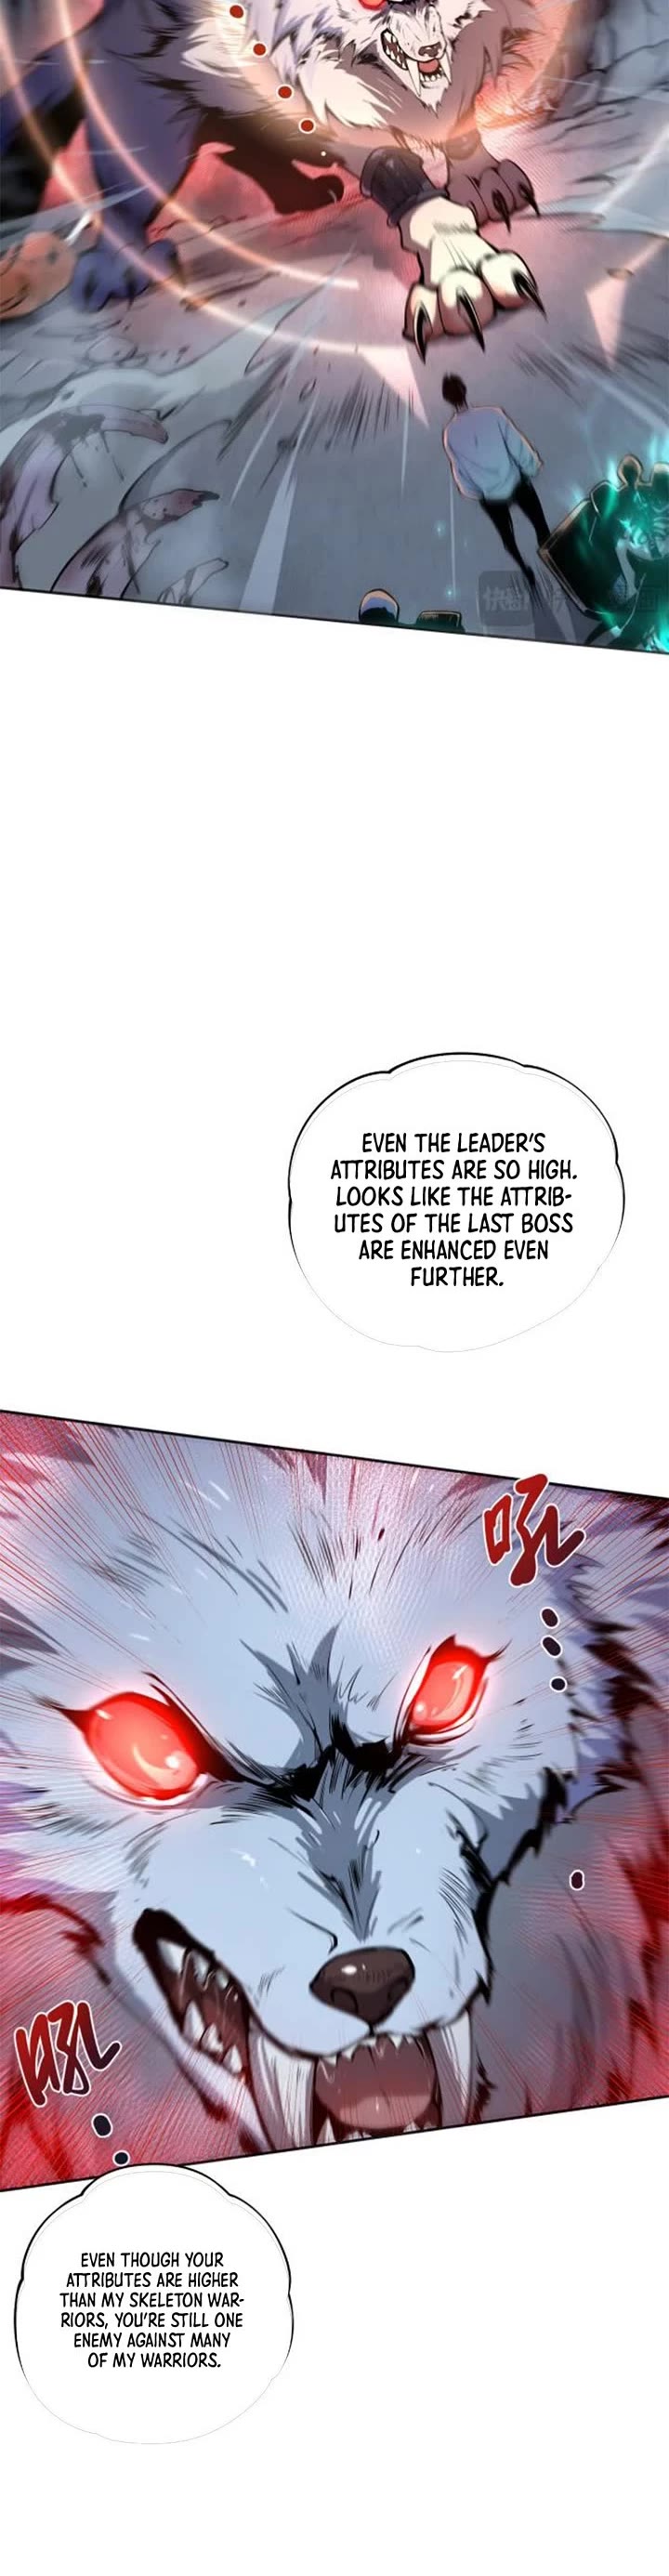 EVEN THE LEADER'S
ATTRIBUTES ARE SO HIGH.
LOOKS LIKE THE ATTRIB-
UTES OF THE LAST BOSS
ARE ENHANCED EVEN
FURTHER.
吼
吼
EVEN THOUGH YOUR
ATTRIBUTES ARE HIGHER
THAN MY SKELETON WAR-
RIORS, YOU'RE STILL ONE
ENEMY AGAINST MANY
OF MY WARRIORS.